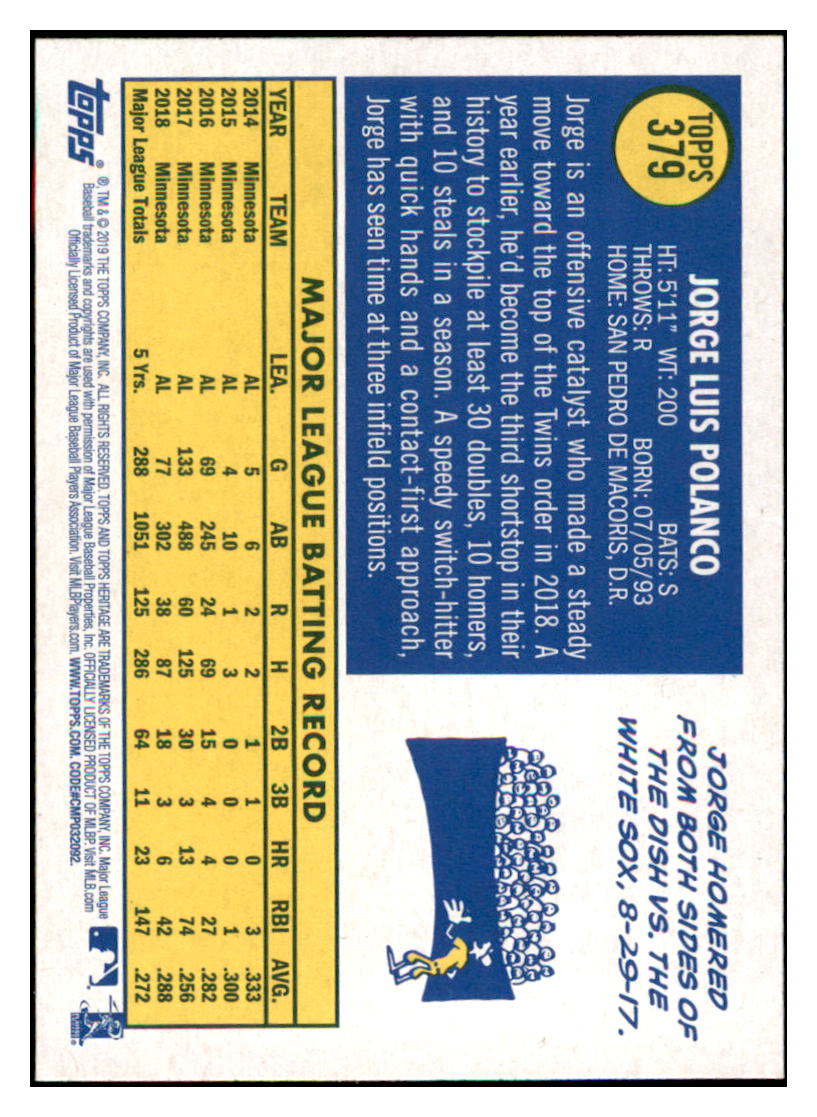 TOPPS
379
JORGE LUIS POLANCO
HT: 5'11" WT: 200 BATS: S
THROWS: R BORN: 07/05/93
HOME: SAN PEDRO DE MACORIS, D.R.
Jorge is an offensive catalyst who made a steady
move toward the top of the Twins order in 2018. A
year earlier, he'd become the third shortstop in their
history to stockpile at least 30 doubles, 10 homers,
and 10 steals in a season. A speedy switch-hitter
with quick hands and a contact-first approach,
Jorge has seen time at three infield positions.
JORGE HOMERED
FROM BOTH SIDES OF
THE DISH VS. THE
WHITE SOX, 8-29-17.
MAJOR LEAGUE BATTING RECORD
YEAR TEAM LEA. G AB R H 2B 3B HR RBI AVG.
2014 Minnesota AL 5 6 2 2 1 1 0 3 .333
2015 Minnesota AL 4 10 1 3 0 0 0 1 .300
2016 Minnesota AL 69 245 24 69 15 4 4 27 .282
2017 Minnesota AL 133 488 60 125 30 3 13 74 .256
2018 Minnesota AL 77 302 38 87 18 3 6 42 .288
Major League Totals 5 Yrs. 288 1051 125 286 64 11 23 147 .272
topps®
®, TM & © 2019 THE TOPPS COMPANY, INC. ALL RIGHTS RESERVED. TOPPS AND TOPPS HERITAGE ARE TRADEMARKS OF THE TOPPS COMPANY, INC. Major League
Baseball trademarks and copyrights are used with permission of Major League Baseball Properties, Inc. OFFICIALLY LICENSED PRODUCT OF MLBP. Visit MLB.com
Officially Licensed Product of Major League Baseball Players Association. Visit MLBPlayers.com. WWW.TOPPS.COM. CODE#CMP032092.